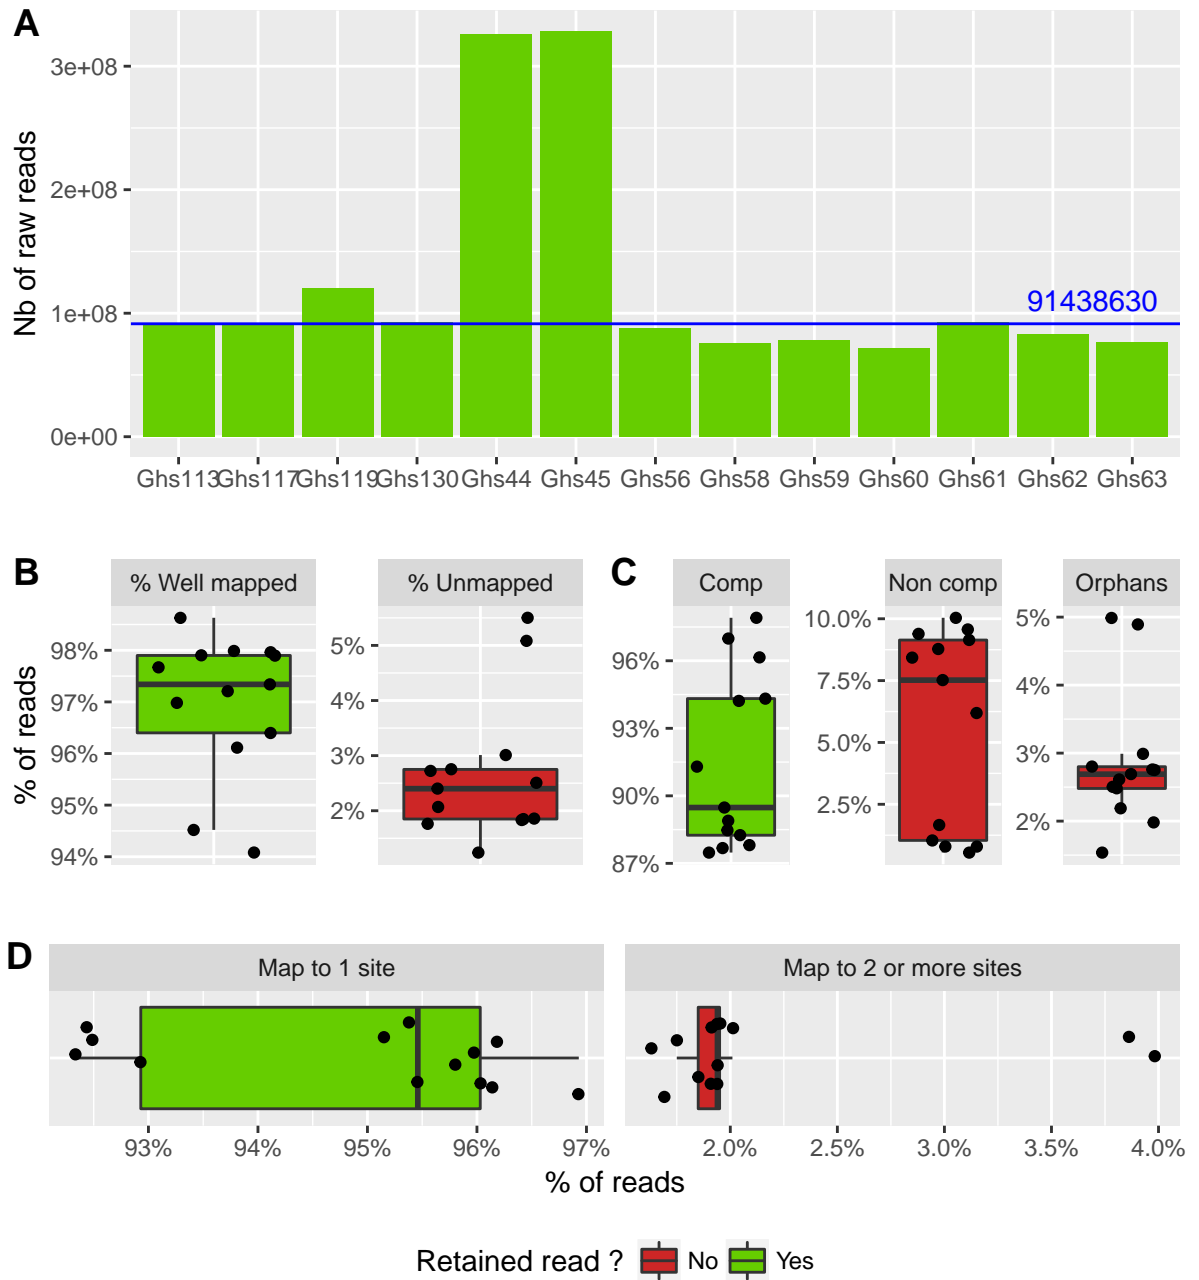 A
Nb of raw reads
3e+08
2e+08
1e+08
0e+00
91438630
Ghs113 Ghs117 Ghs119 Ghs130 Ghs44 Ghs45 Ghs56 Ghs58 Ghs59 Ghs60 Ghs61 Ghs62 Ghs63
B
% Well mapped
% Unmapped
% of reads
98%
97%
96%
95%
94%
5%
4%
3%
2%
C
Comp
Non comp
Orphans
96%
93%
90%
87%
10.0%
7.5%
5.0%
2.5%
5%
4%
3%
2%
D
Map to 1 site
Map to 2 or more sites
93% 94% 95% 96% 97%
2.0% 2.5% 3.0% 3.5% 4.0%
% of reads
Retained read ? No Yes